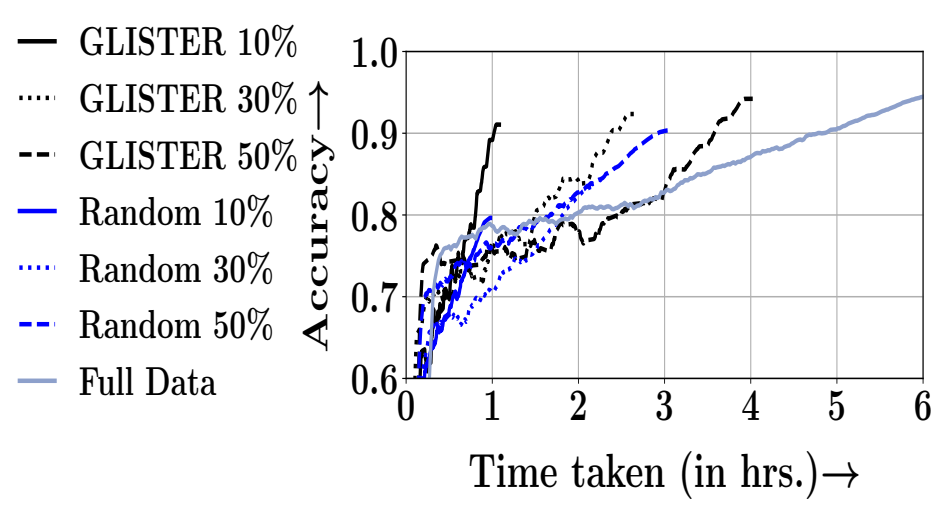 GLISTER 10%
GLISTER 30%
GLISTER 50%
Random 10%
Random 30%
Random 50%
Full Data
Accuracy→
1.0
0.9
0.8
0.7
0.6
0 1 2 3 4 5 6
Time taken (in hrs.)→